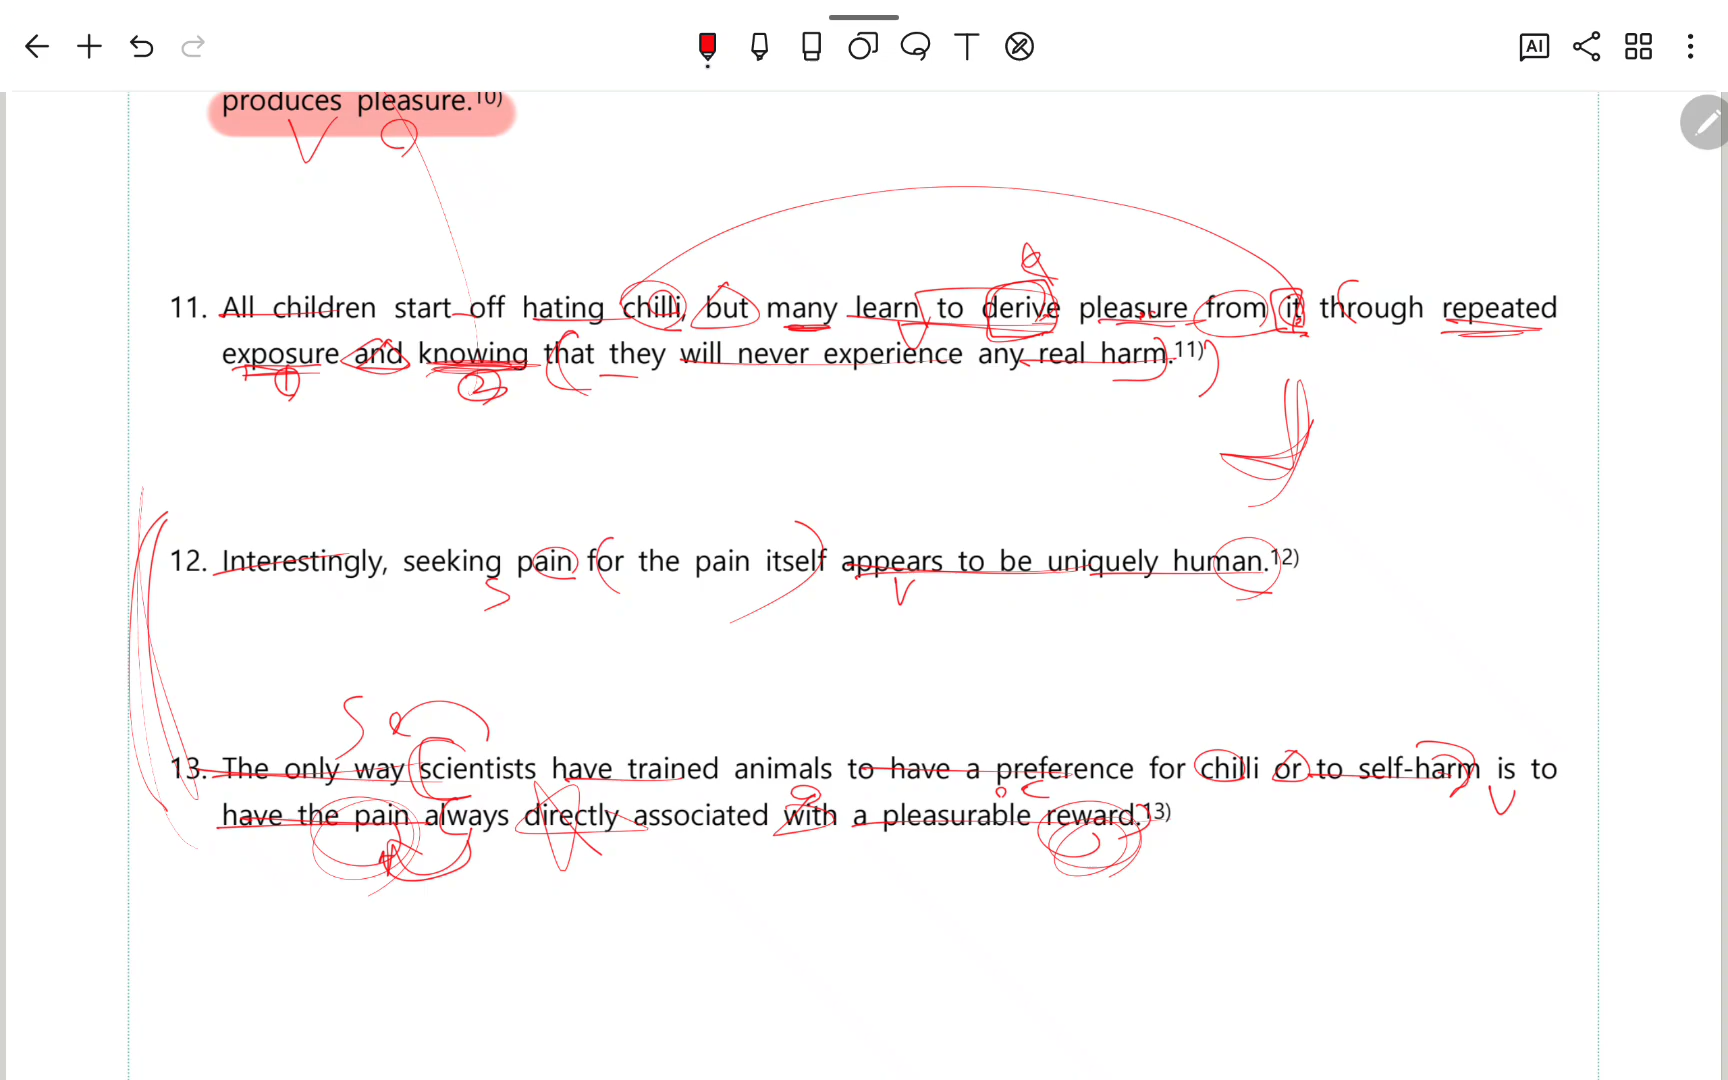 AI
produces pleasure.10)
11. All children start off hating chilli, but many learn to derive pleasure from it through repeated
exposure and knowing that they will never experience any real harm.11)
12. Interestingly, seeking pain for the pain itself appears to be uniquely human.12)
13. The only way scientists have trained animals to have a preference for chilli or to self-harm is to
have the pain always directly associated with a pleasurable reward.13)